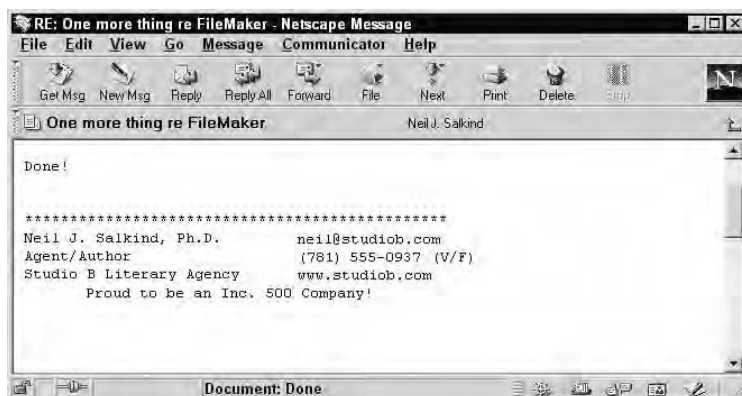 RE: One more thing re FileMaker - Netscape Message
File Edit View Go Message Communicator Help
Get Msg New Msg Reply Reply All Forward File Next Print Delete Stop
N
One more thing re FileMaker Neil J. Salkind
Done!
***********************************************
Neil J. Salkind, Ph.D. neil@studiob.com
Agent/Author (781) 555-0937 (V/F)
Studio B Literary Agency www.studiob.com
Proud to be an Inc. 500 Company!
Document: Done